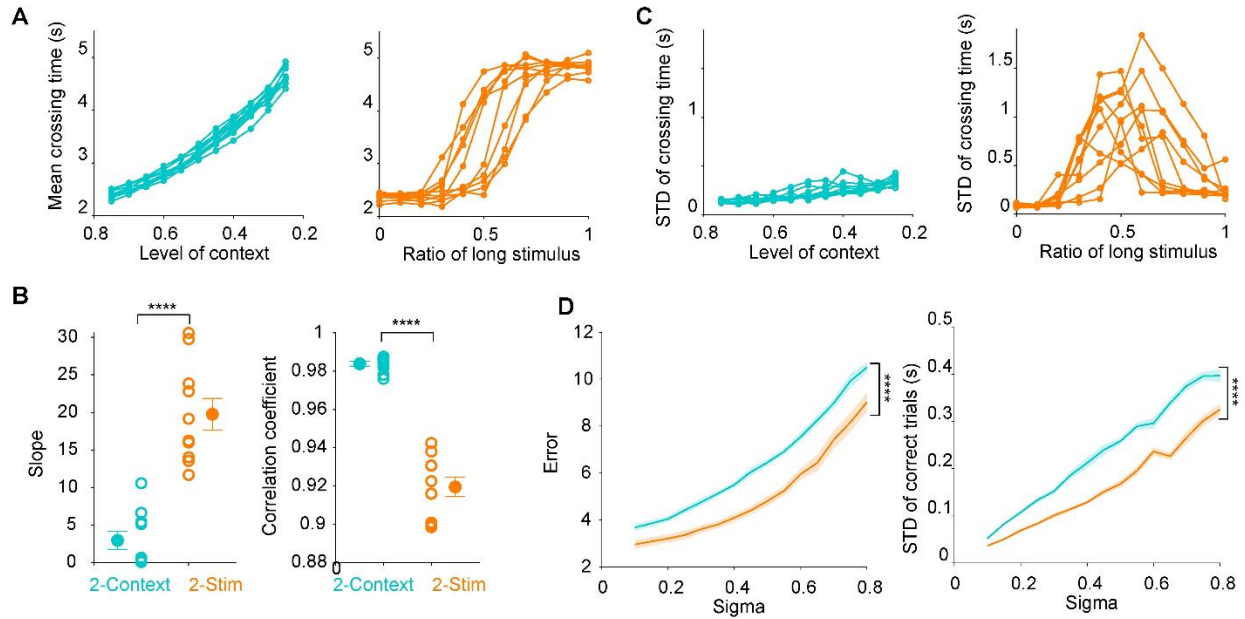 A
Mean crossing time (s)
5
4
3
2
0.8 0.6 0.4 0.2
Level of context
5
4
3
2
0 0.5 1
Ratio of long stimulus
C
STD of crossing time (s)
1
0
0.8 0.6 0.4 0.2
Level of context
STD of crossing time (s)
1.5
1
0.5
0
0 0.5 1
Ratio of long stimulus
B
Slope
30
25
20
15
10
5
0
****
2-Context 2-Stim
Correlation coefficient
1
0.98
0.96
0.94
0.92
0.9
0.88
0
****
2-Context 2-Stim
D
Error
12
10
8
6
4
2
0 0.2 0.4 0.6 0.8
Sigma
****
STD of correct trials (s)
0.5
0.4
0.3
0.2
0.1
0
0 0.2 0.4 0.6 0.8
Sigma
****